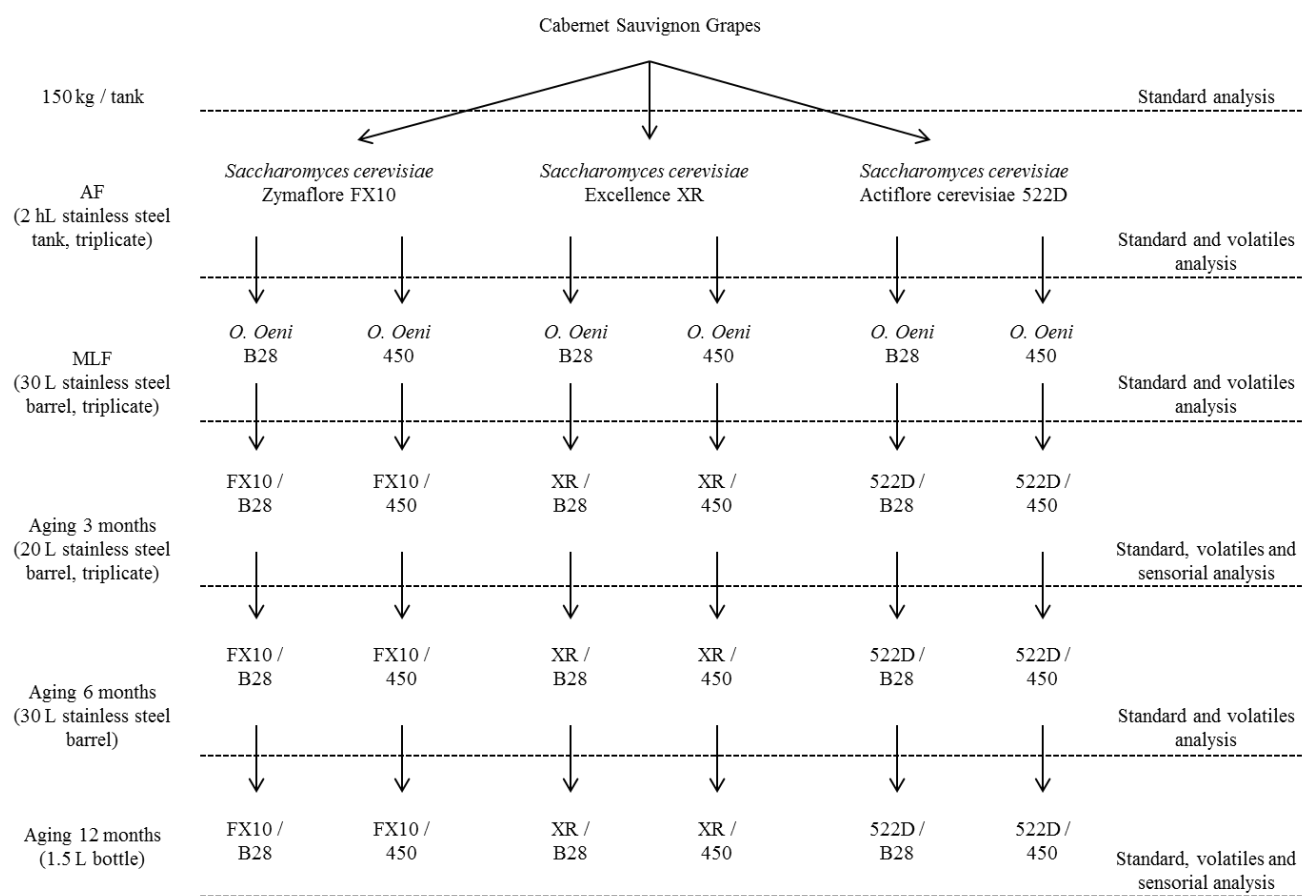 Cabernet Sauvignon Grapes
150 kg / tank
Standard analysis
Saccharomyces cerevisiae
Zymaflore FX10
Saccharomyces cerevisiae
Excellence XR
Saccharomyces cerevisiae
Actiflore cerevisiae 522D
AF
(2 hL stainless steel
tank, triplicate)
Standard and volatiles
analysis
O. Oeni
B28
O. Oeni
450
O. Oeni
B28
O. Oeni
450
O. Oeni
B28
O. Oeni
450
MLF
(30 L stainless steel
barrel, triplicate)
Standard and volatiles
analysis
FX10 /
B28
FX10 /
450
XR /
B28
XR /
450
522D /
B28
522D /
450
Aging 3 months
(20 L stainless steel
barrel, triplicate)
Standard, volatiles and
sensorial analysis
FX10 /
B28
FX10 /
450
XR /
B28
XR /
450
522D /
B28
522D /
450
Aging 6 months
(30 L stainless steel
barrel)
Standard and volatiles
analysis
FX10 /
B28
FX10 /
450
XR /
B28
XR /
450
522D /
B28
522D /
450
Aging 12 months
(1.5 L bottle)
Standard, volatiles and
sensorial analysis